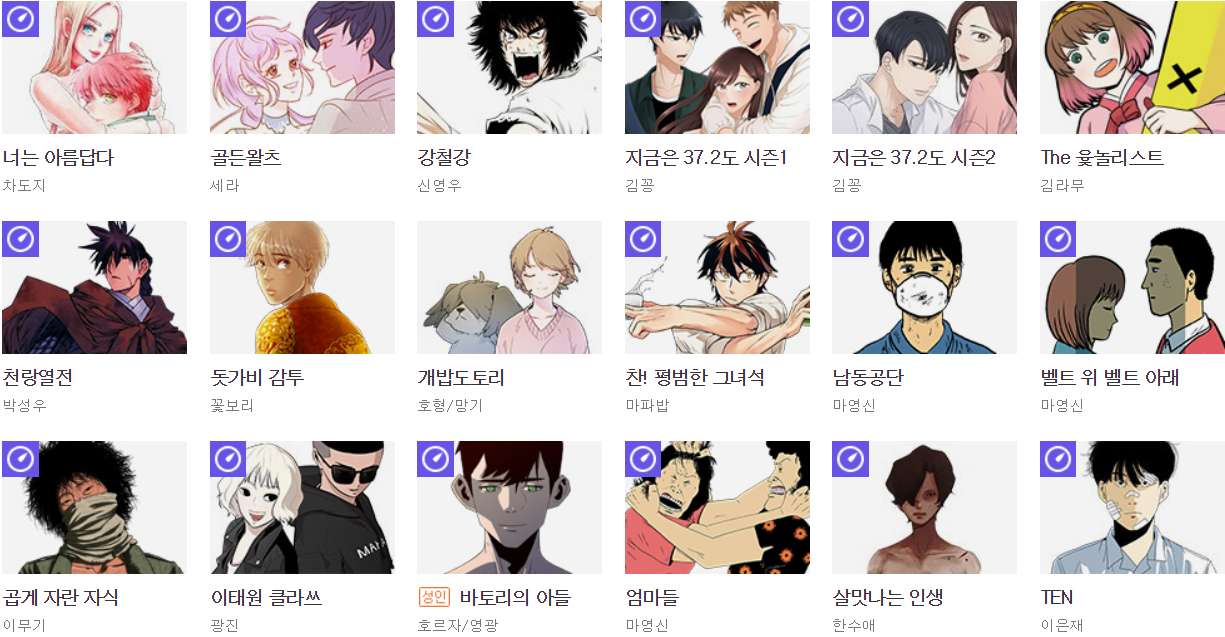 너는 아름답다
차도지
골든왈츠
세라
강철강
신영우
지금은 37.2도 시즌1
김꽁
지금은 37.2도 시즌2
김꽁
The 윷놀리스트
김라무
천랑열전
박성우
돗가비 감투
꽃보리
개밥도토리
호형/망기
찬! 평범한 그녀석
마파밥
남동공단
마영신
벨트 위 벨트 아래
마영신
곱게 자란 자식
이무기
이태원 클라쓰
광진
성인 바토리의 아들
호르자/영광
엄마들
마영신
살맛나는 인생
한수애
TEN
이은재